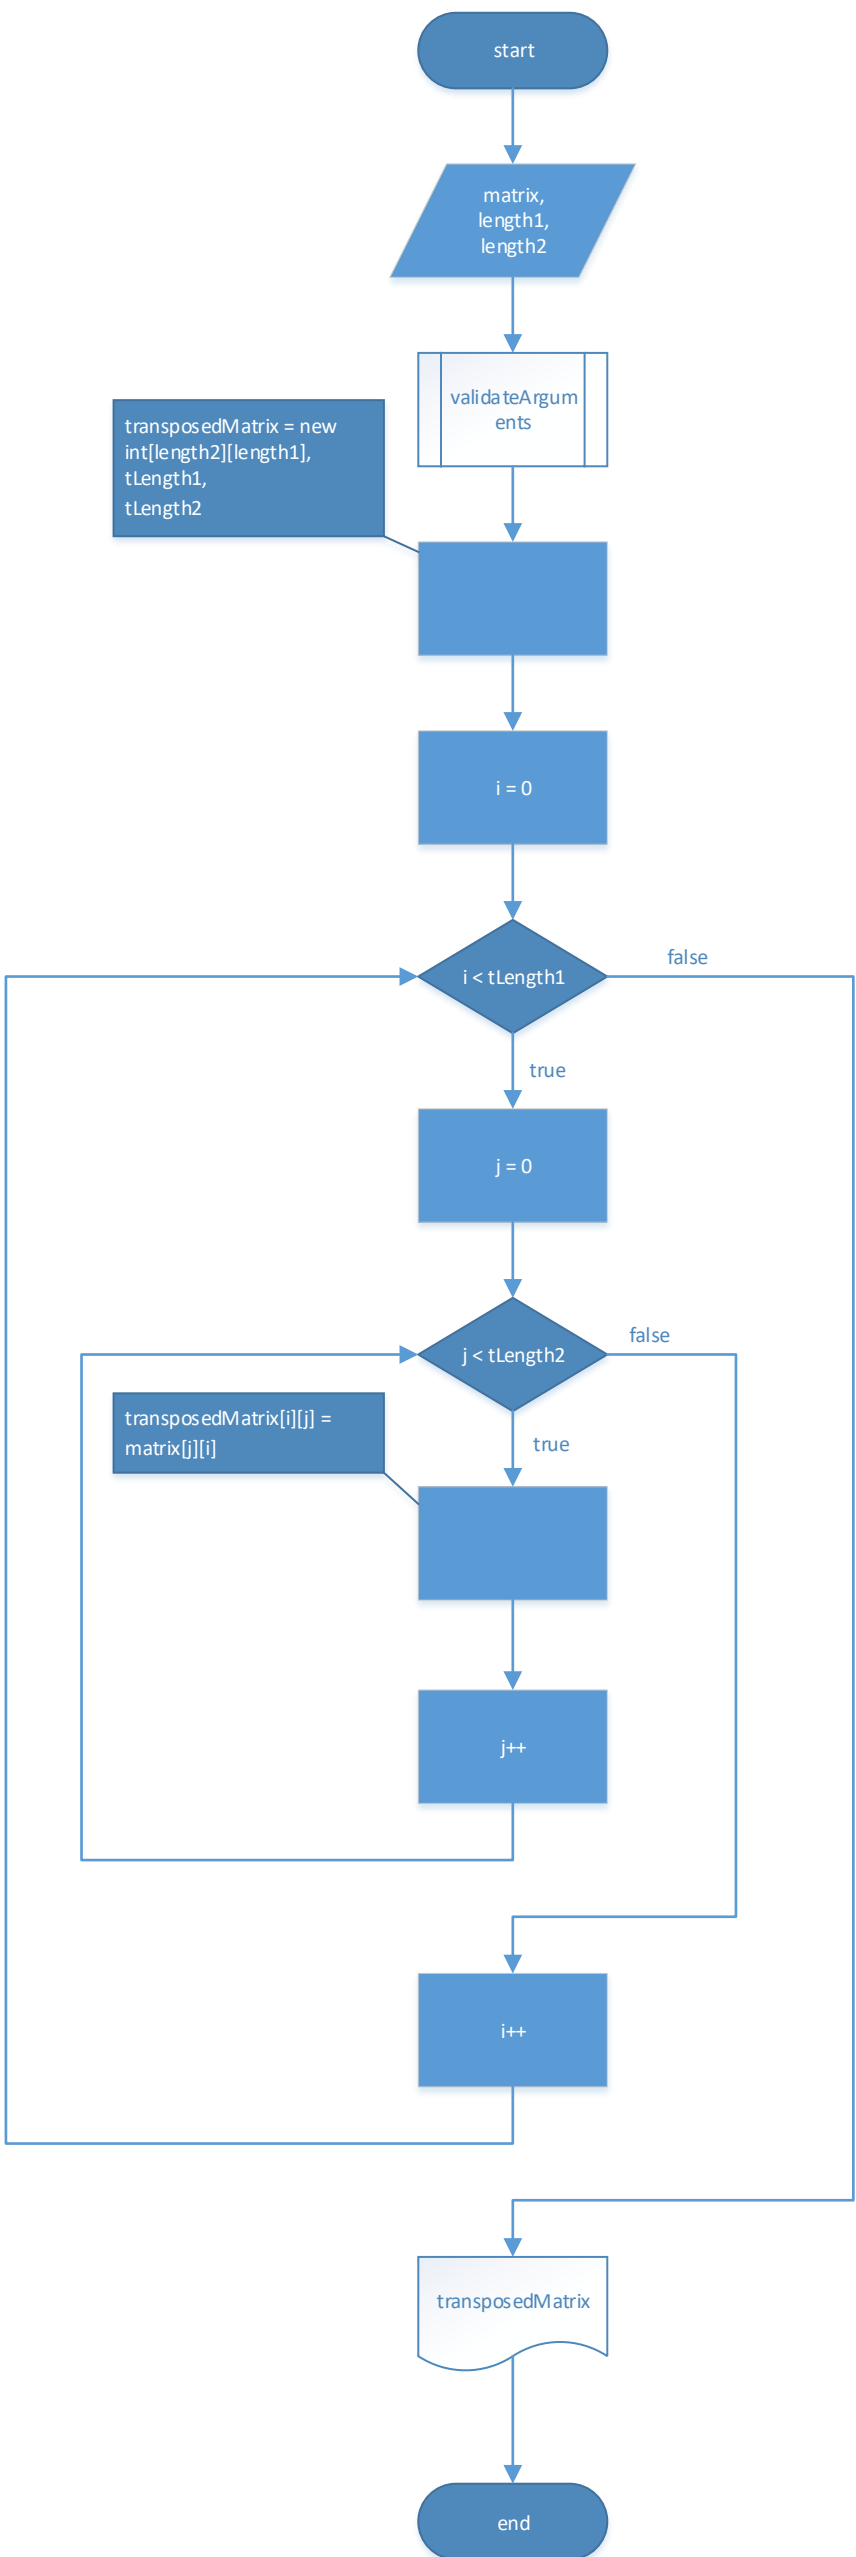 start
matrix,
length1,
length2
validateArgum
ents
transposedMatrix = new
int[length2][length1],
tLength1,
tLength2
i = 0
i < tLength1
false
true
j = 0
j < tLength2
false
transposedMatrix[i][j] =
matrix[j][i]
true
j++
i++
transposedMatrix
end